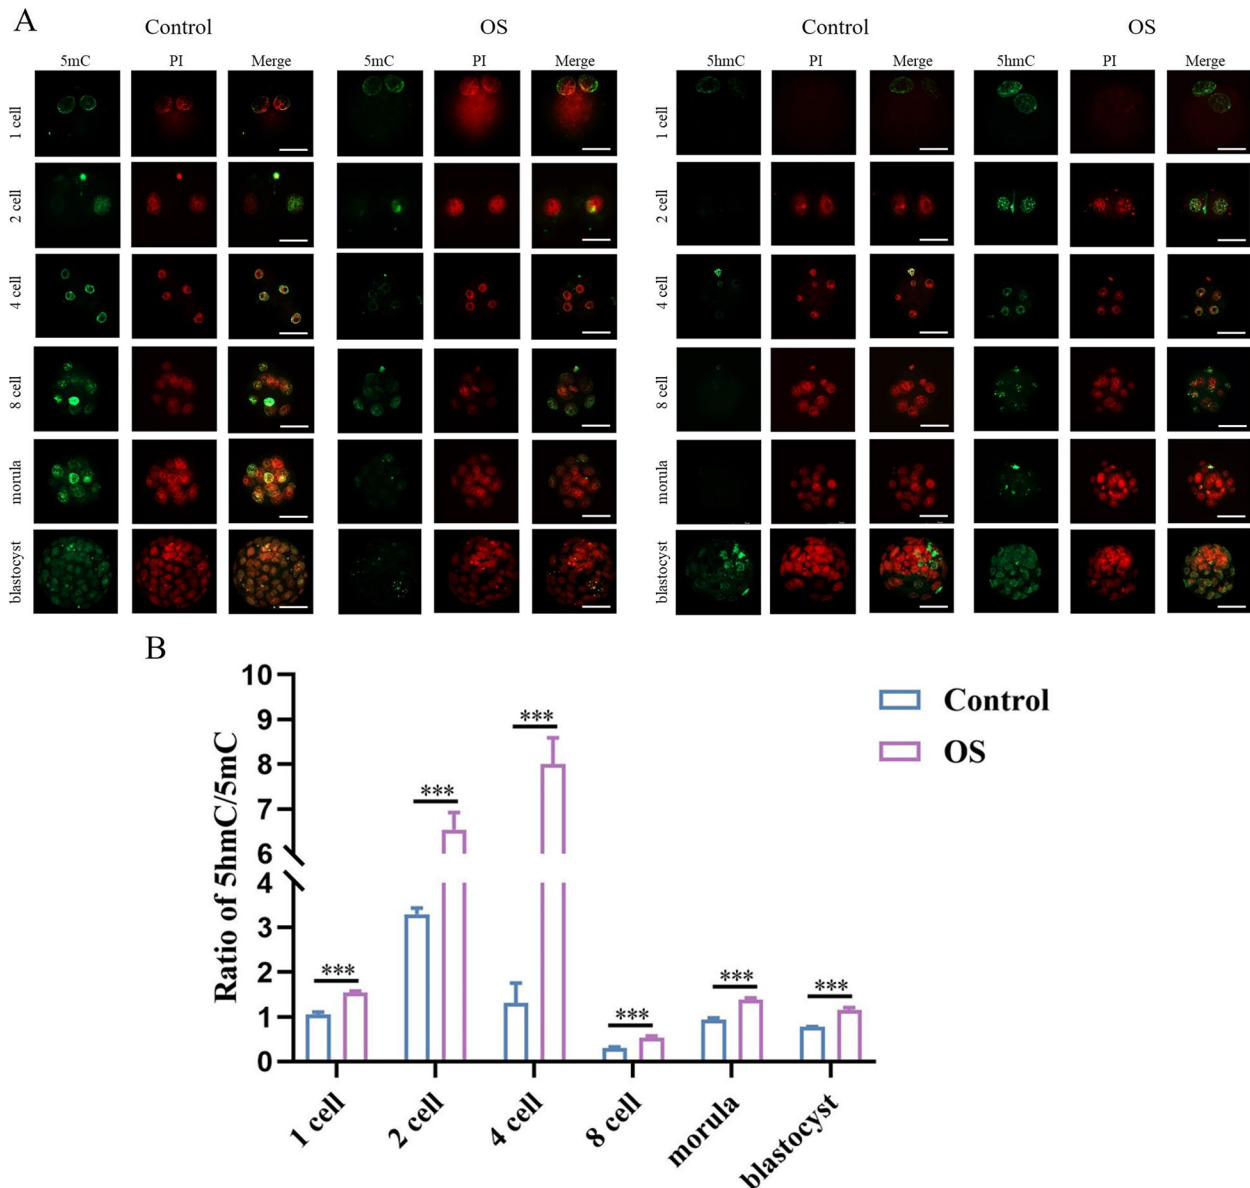 A
Control OS Control OS
5mC PI Merge 5mC PI Merge 5hmC PI Merge 5hmC PI Merge
1 cell 1 cell
2 cell 2 cell
4 cell 4 cell
8 cell 8 cell
morula morula
blastocyst blastocyst
B
Ratio of 5hmC/5mC
10
9
8
7
6
4
3
2
1
0
***
***
***
***
***
***
Control
OS
1 cell
2 cell
4 cell
8 cell
morula
blastocyst